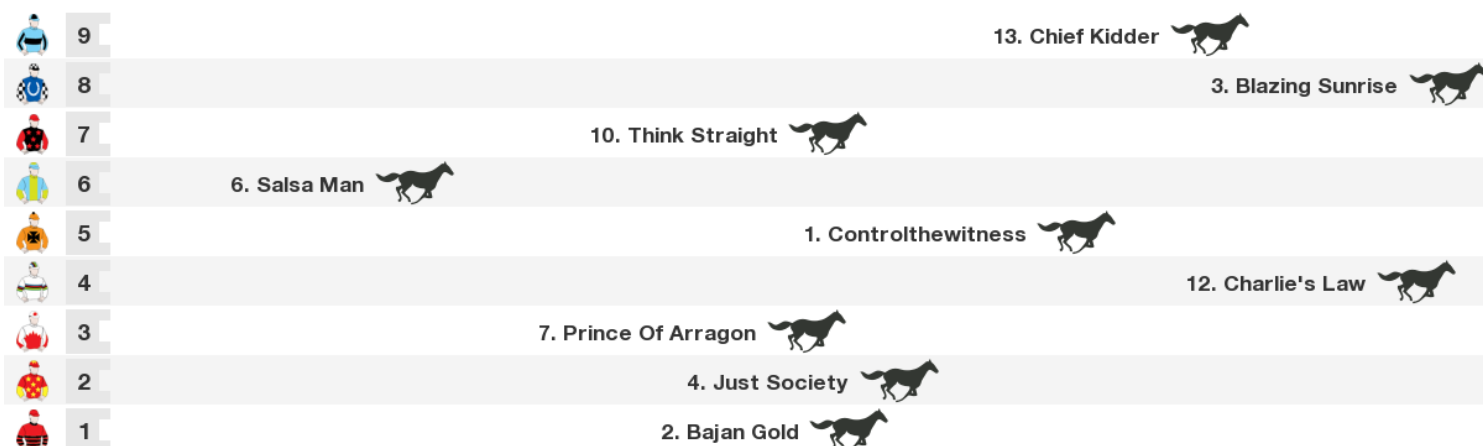 9 13. Chief Kidder
8 3. Blazing Sunrise
7 10. Think Straight
6 6. Salsa Man
5 1. Controlthewitness
4 12. Charlie's Law
3 7. Prince Of Arragon
2 4. Just Society
1 2. Bajan Gold